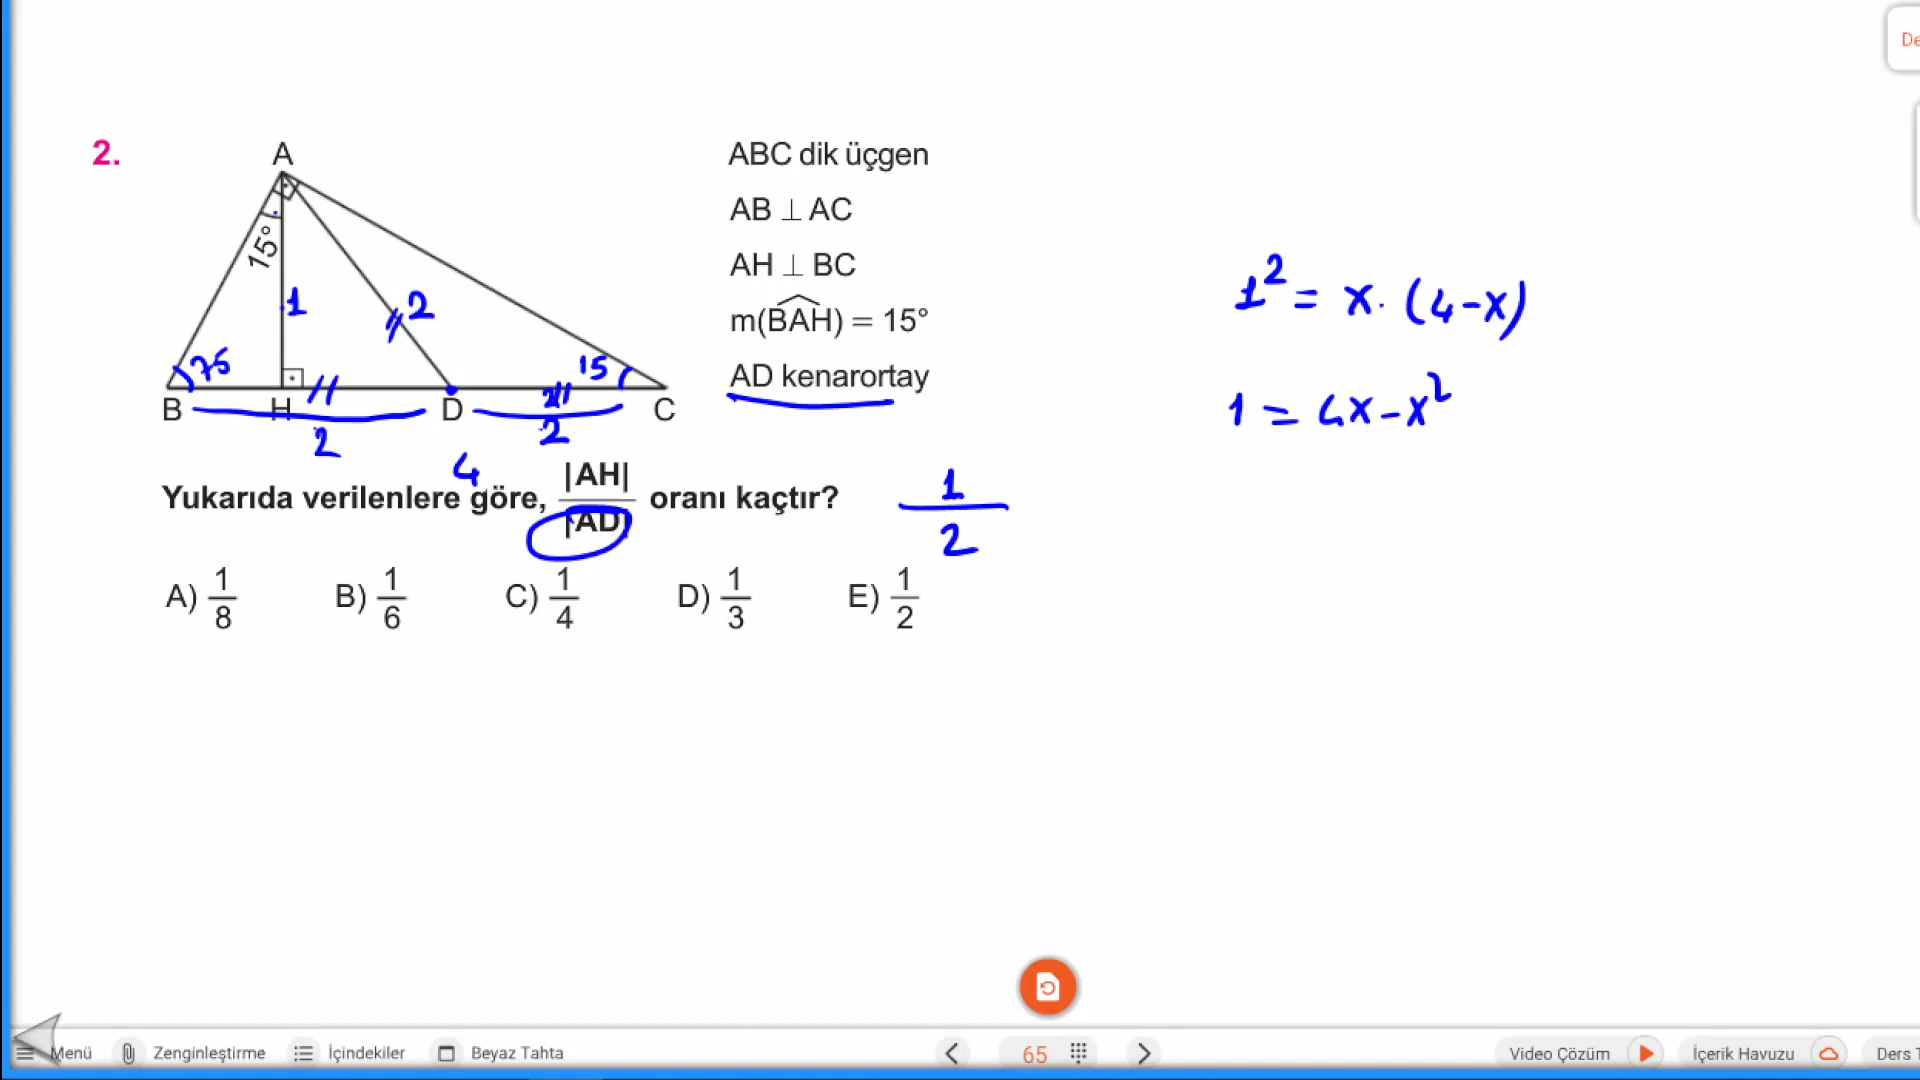 De
2.
A
ABC dik üçgen
AB ⊥ AC
AH ⊥ BC
m(BAH) = 15°
AD kenarortay
15°
1
2
75
15
B
H
D
C
2
2
4
1² = x · (4-x)
1 = 4x - x²
Yukarıda verilenlere göre, |AH| / |AD| oranı kaçtır?
1/2
A) 1/8 B) 1/6 C) 1/4 D) 1/3 E) 1/2
Menü Zenginleştirme İçindekiler Beyaz Tahta 65 Video Çözüm İçerik Havuzu Ders